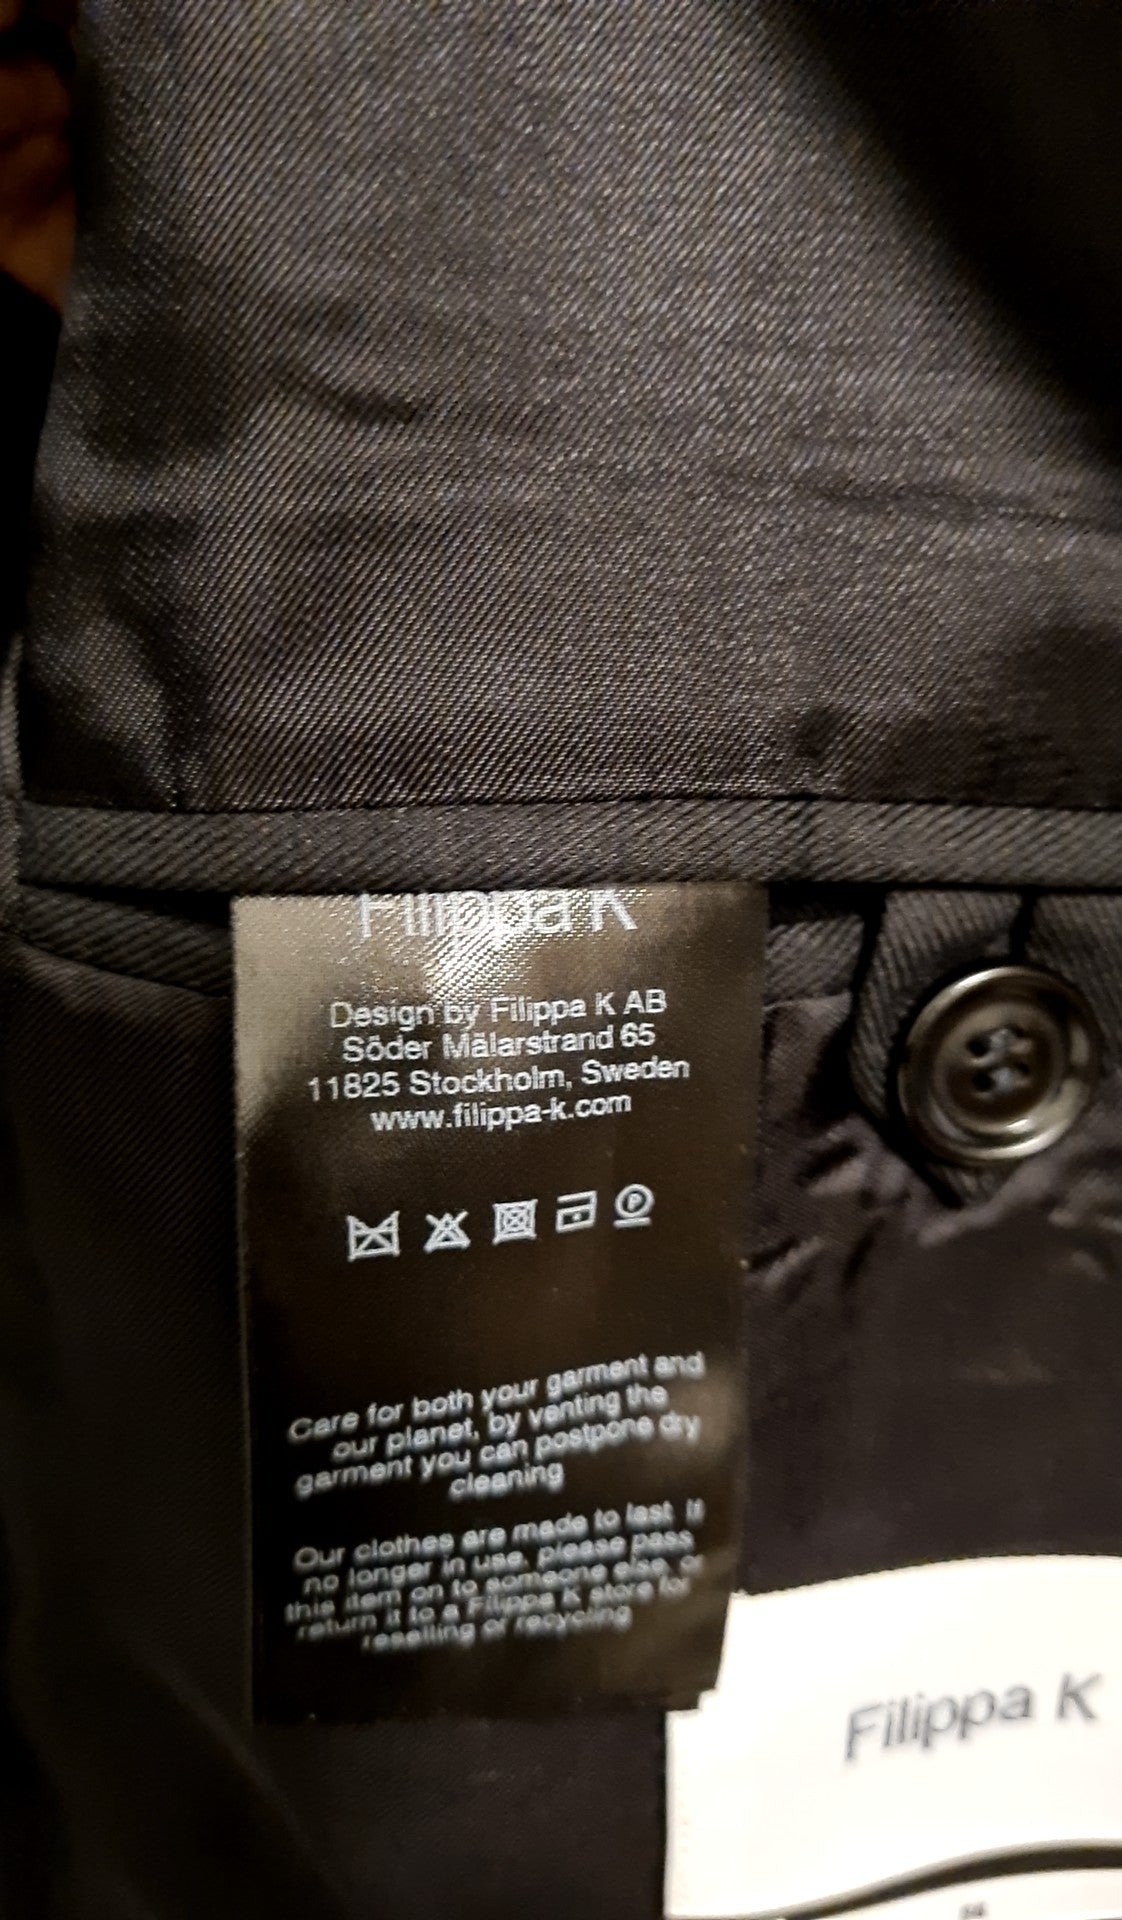 Filippa K
Design by Filippa K AB
Söder Mälarstrand 65
11825 Stockholm, Sweden
www.filippa-k.com
P
Care for both your garment and
our planet, by venting the
garment you can postpone dry
cleaning
Our clothes are made to last. If
no longer in use, please pass
this item on to someone else, or
return it to a Filippa K store for
reselling or recycling
Filippa K